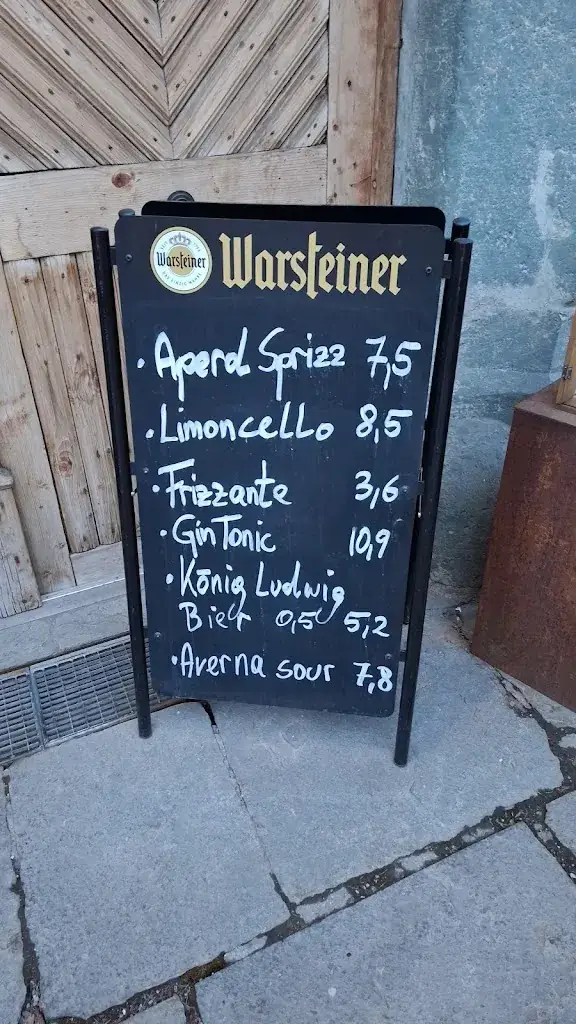 Warsteiner Warsteiner
• Aperol Sprizz 7,5
• Limoncello 8,5
• Frizzante 3,6
• Gin Tonic 10,9
• König Ludwig
Bier 0,5 5,2
• Averna sour 7,8